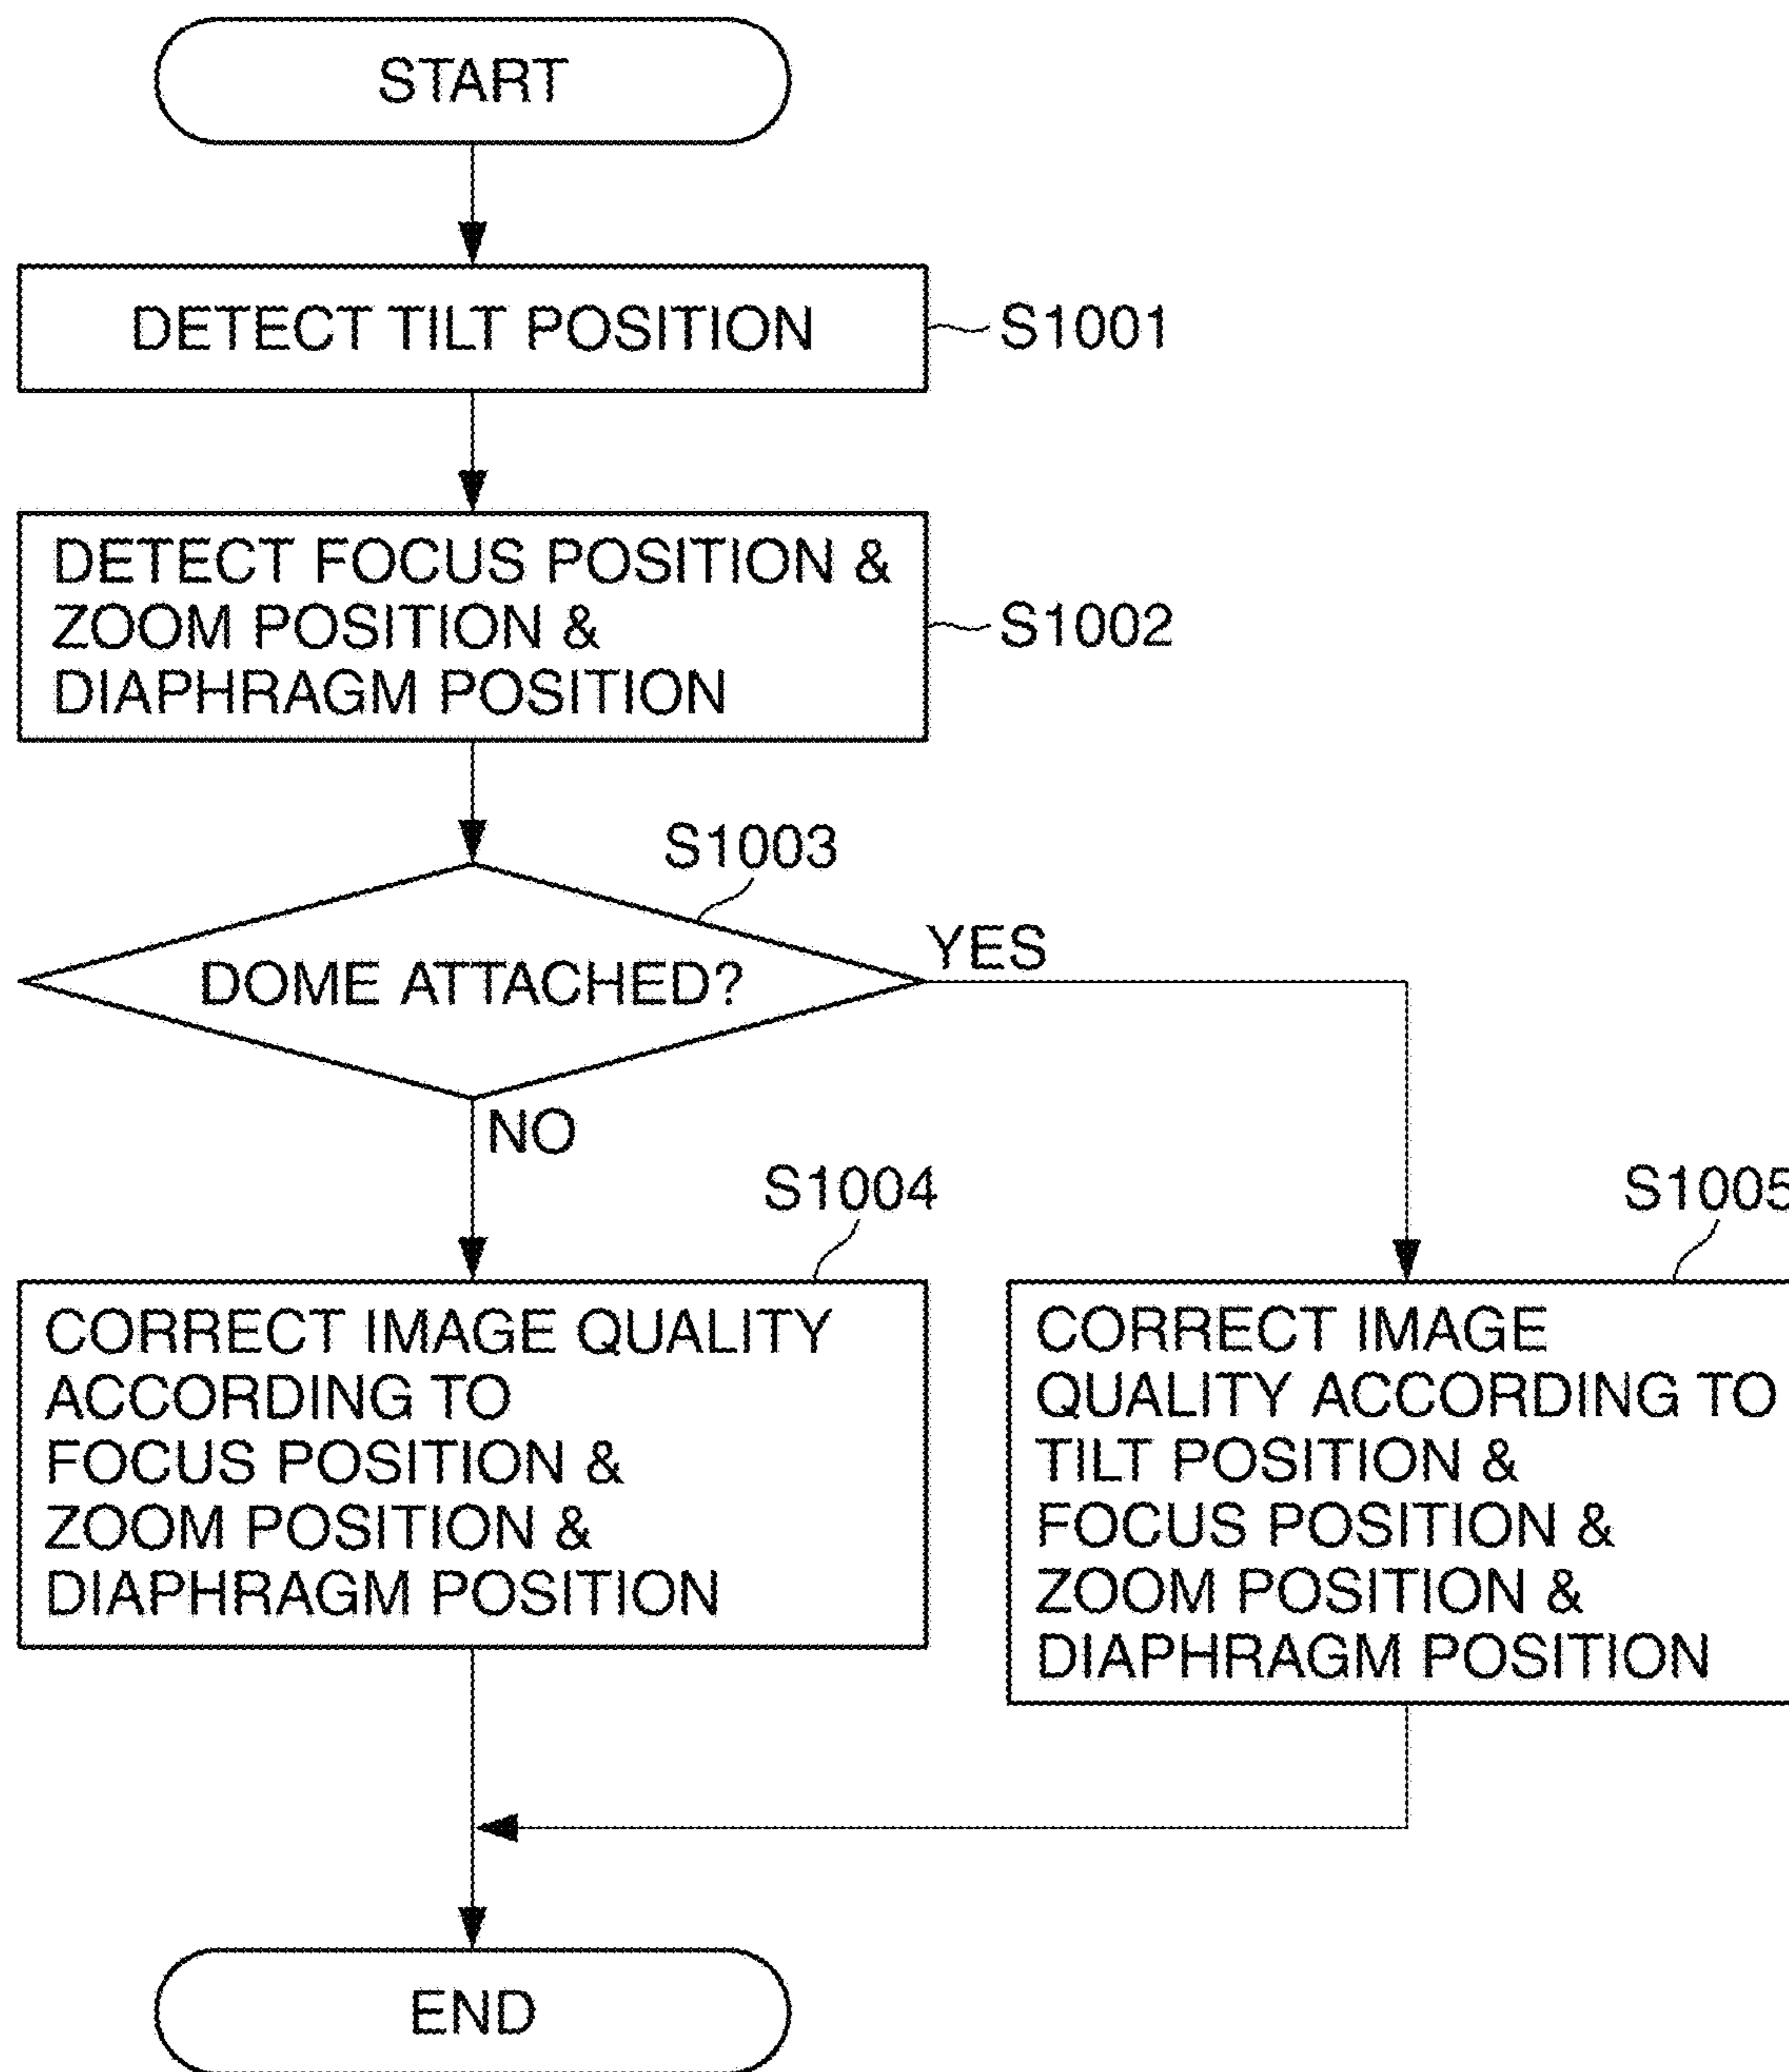 START
DETECT TILT POSITION
S1001
DETECT FOCUS POSITION &
ZOOM POSITION &
DIAPHRAGM POSITION
S1002
S1003
DOME ATTACHED?
YES
NO
S1004
CORRECT IMAGE QUALITY
ACCORDING TO
FOCUS POSITION &
ZOOM POSITION &
DIAPHRAGM POSITION
S1005
CORRECT IMAGE
QUALITY ACCORDING TO
TILT POSITION &
FOCUS POSITION &
ZOOM POSITION &
DIAPHRAGM POSITION
END